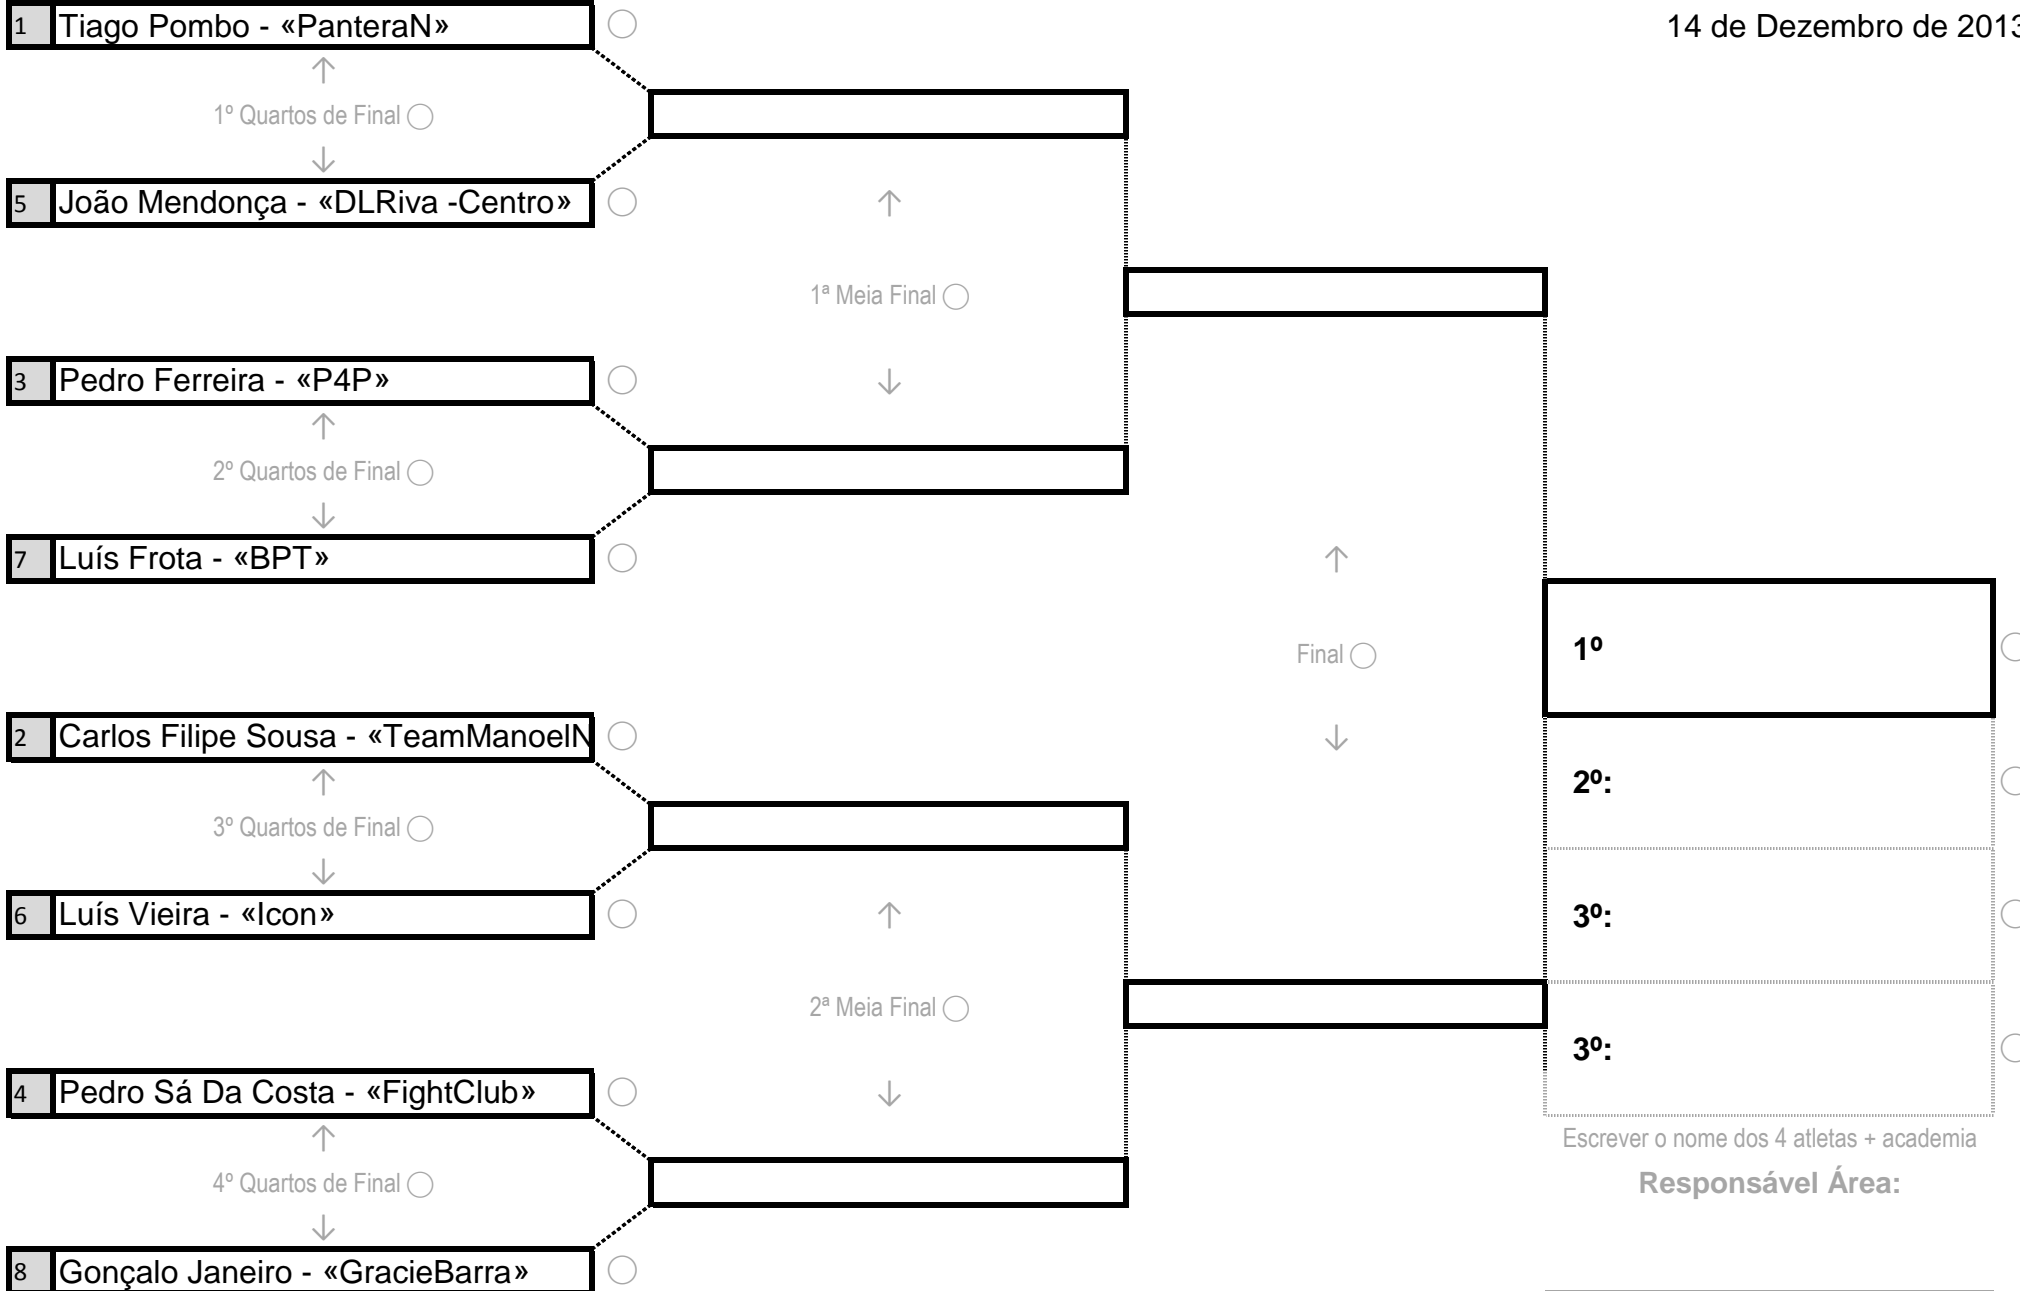 1 Tiago Pombo - «PanteraN»
14 de Dezembro de 2013
↑
1º Quartos de Final
↓
5 João Mendonça - «DLRiva -Centro»
↑
1ª Meia Final
3 Pedro Ferreira - «P4P»
↓
↑
2º Quartos de Final
↓
7 Luís Frota - «BPT»
↑
Final
1º
2 Carlos Filipe Sousa - «TeamManoelN
↓
↑
2º:
3º Quartos de Final
↓
6 Luís Vieira - «Icon»
↑
3º:
2ª Meia Final
3º:
4 Pedro Sá Da Costa - «FightClub»
↓
↑
Escrever o nome dos 4 atletas + academia
4º Quartos de Final
Responsável Área:
↓
8 Gonçalo Janeiro - «GracieBarra»